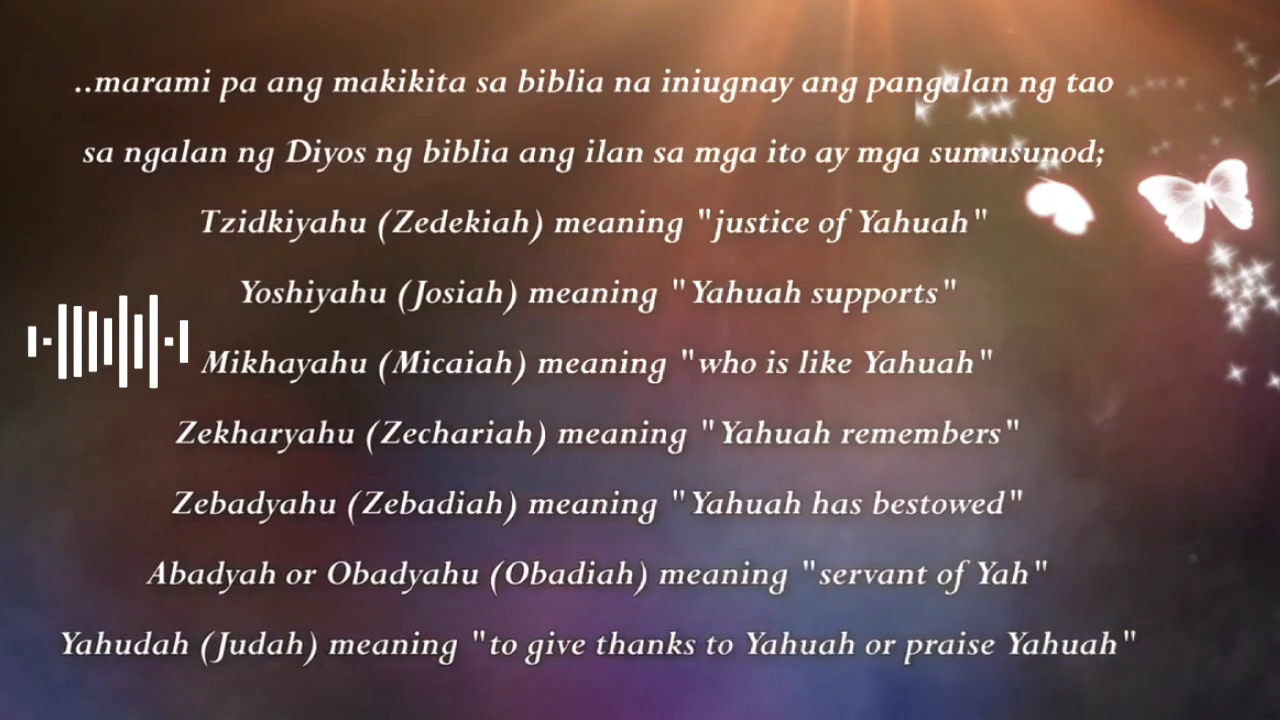 ..marami pa ang makikita sa biblia na iniugnay ang pangalan ng tao
sa ngalan ng Diyos ng biblia ang ilan sa mga ito ay mga sumusunod;
Tzidkiyahu (Zedekiah) meaning "justice of Yahuah"
Yoshiyahu (Josiah) meaning "Yahuah supports"
Mikhayahu (Micaiah) meaning "who is like Yahuah"
Zekharyahu (Zechariah) meaning "Yahuah remembers"
Zebadyahu (Zebadiah) meaning "Yahuah has bestowed"
Abadyah or Obadyahu (Obadiah) meaning "servant of Yah"
Yahudah (Judah) meaning "to give thanks to Yahuah or praise Yahuah"